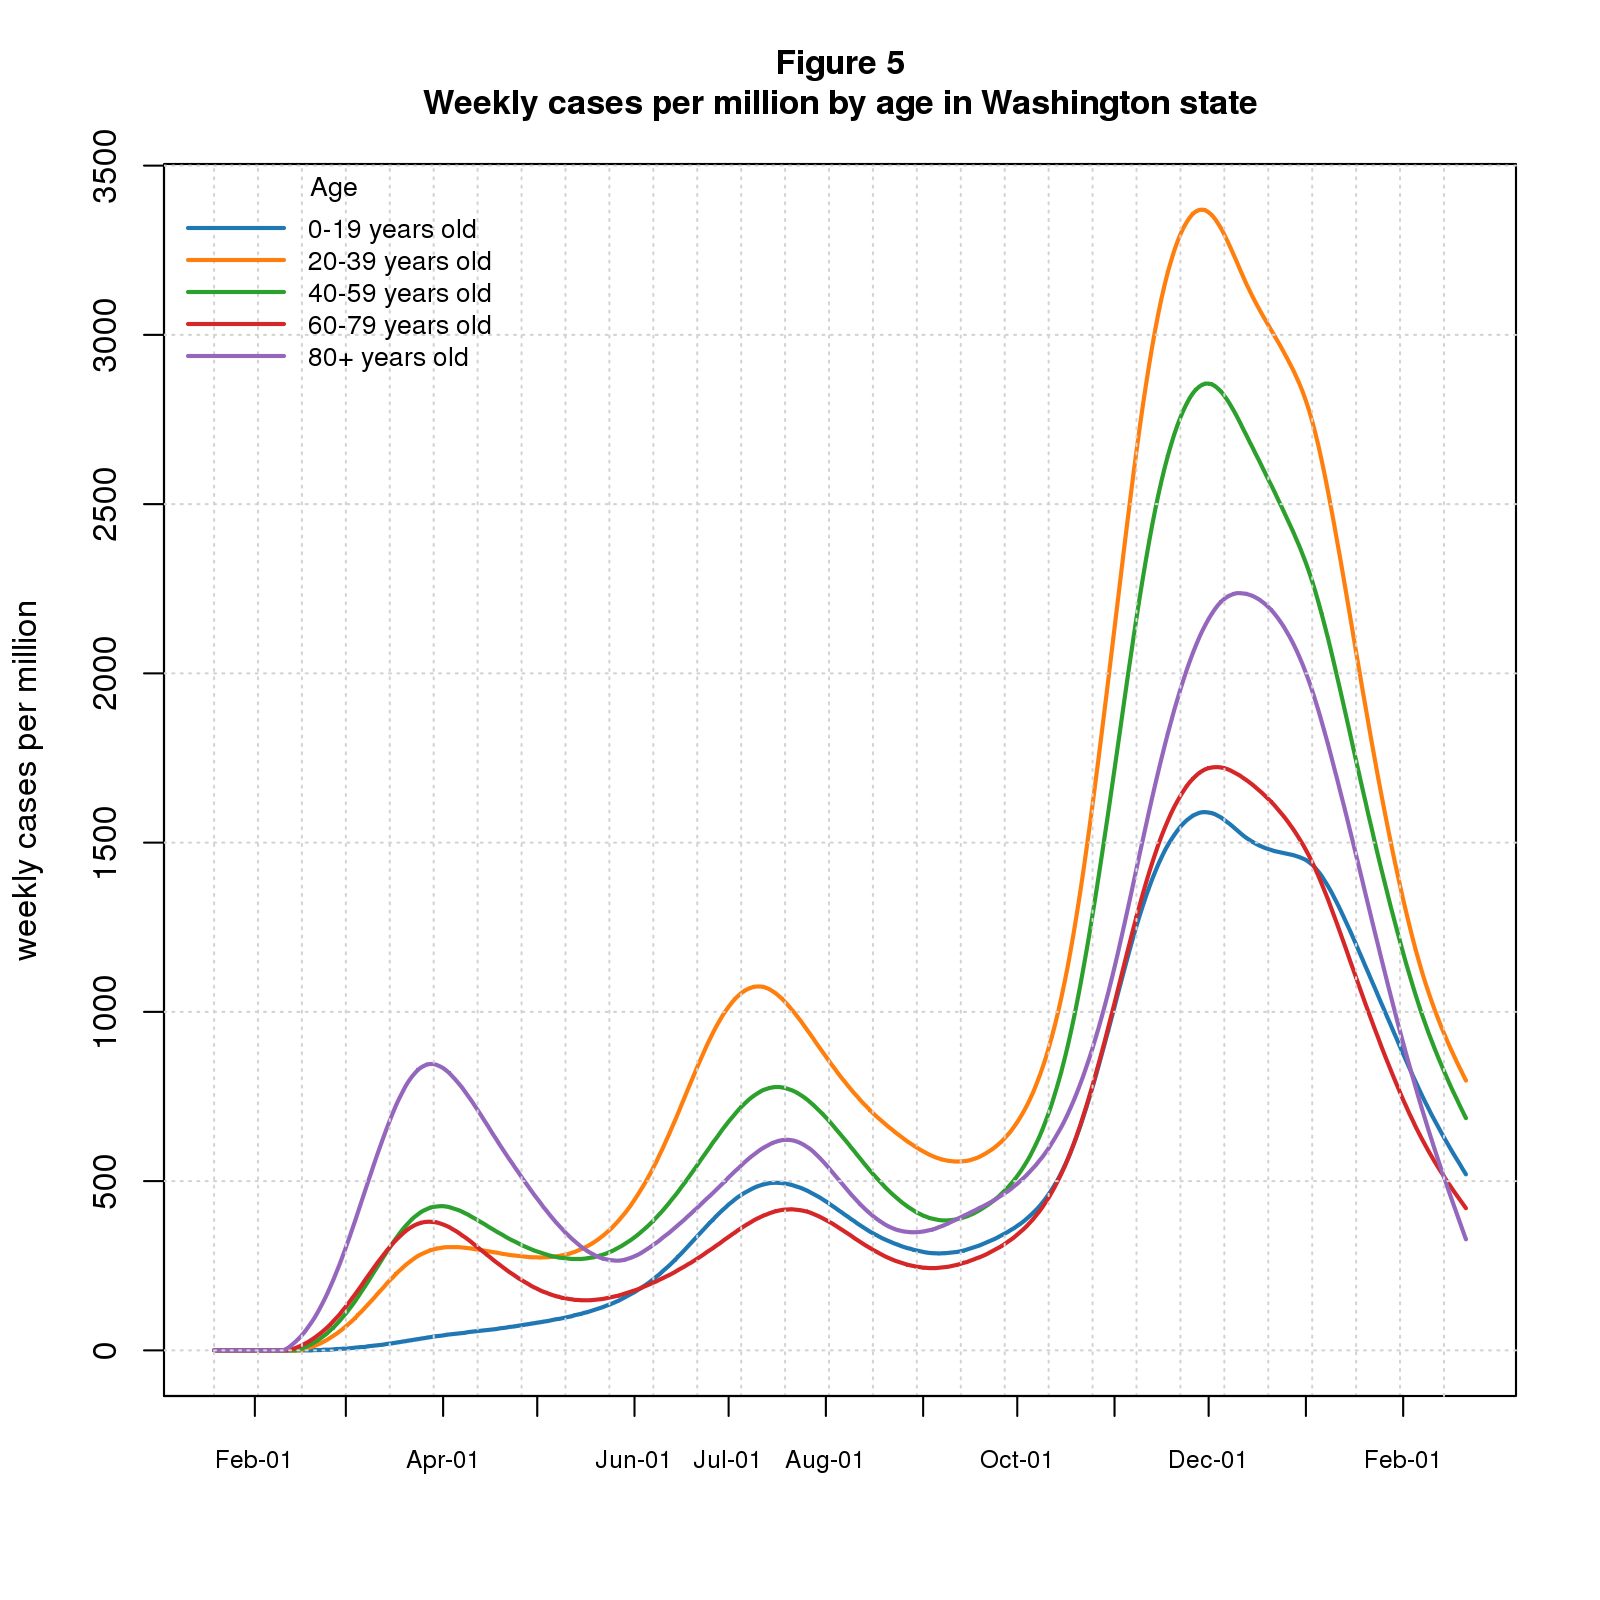 Figure 5
Weekly cases per million by age in Washington state
weekly cases per million
3500
3000
2500
2000
1500
1000
500
0
Age
0-19 years old
20-39 years old
40-59 years old
60-79 years old
80+ years old
Feb-01 Apr-01 Jun-01 Jul-01 Aug-01 Oct-01 Dec-01 Feb-01